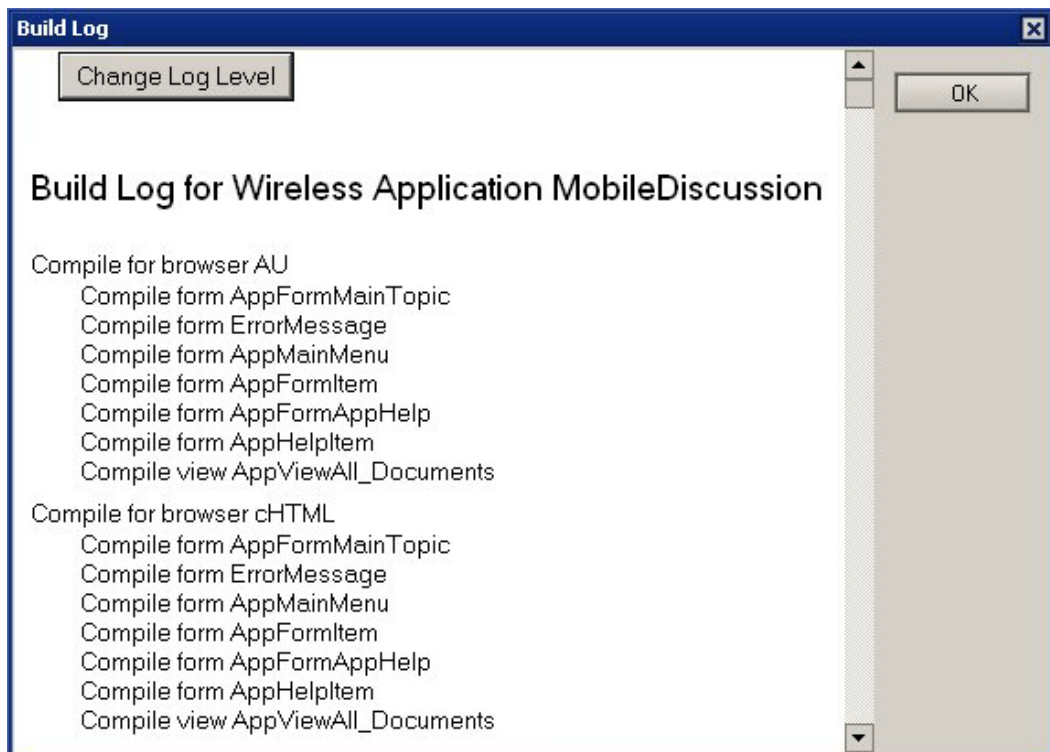 Build Log
Change Log Level
OK
Build Log for Wireless Application MobileDiscussion
Compile for browser AU
Compile form AppFormMainTopic
Compile form ErrorMessage
Compile form AppMainMenu
Compile form AppFormItem
Compile form AppFormAppHelp
Compile form AppHelpItem
Compile view AppViewAll_Documents
Compile for browser cHTML
Compile form AppFormMainTopic
Compile form ErrorMessage
Compile form AppMainMenu
Compile form AppFormItem
Compile form AppFormAppHelp
Compile form AppHelpItem
Compile view AppViewAll_Documents